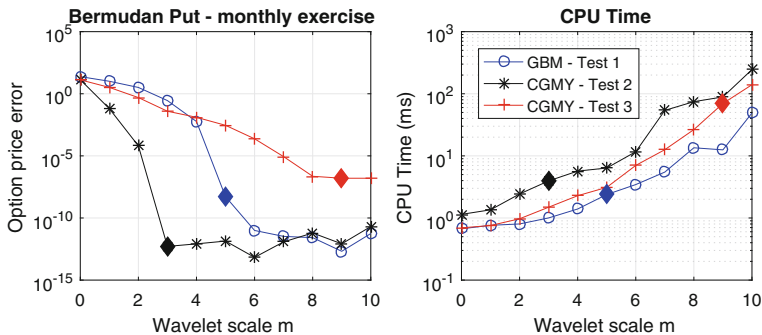 Bermudan Put - monthly exercise
Option price error
10^5
10^0
10^-5
10^-10
10^-15
0 2 4 6 8 10
Wavelet scale m
CPU Time
CPU Time (ms)
10^3
10^2
10^1
10^0
10^-1
GBM - Test 1
CGMY - Test 2
CGMY - Test 3
0 2 4 6 8 10
Wavelet scale m